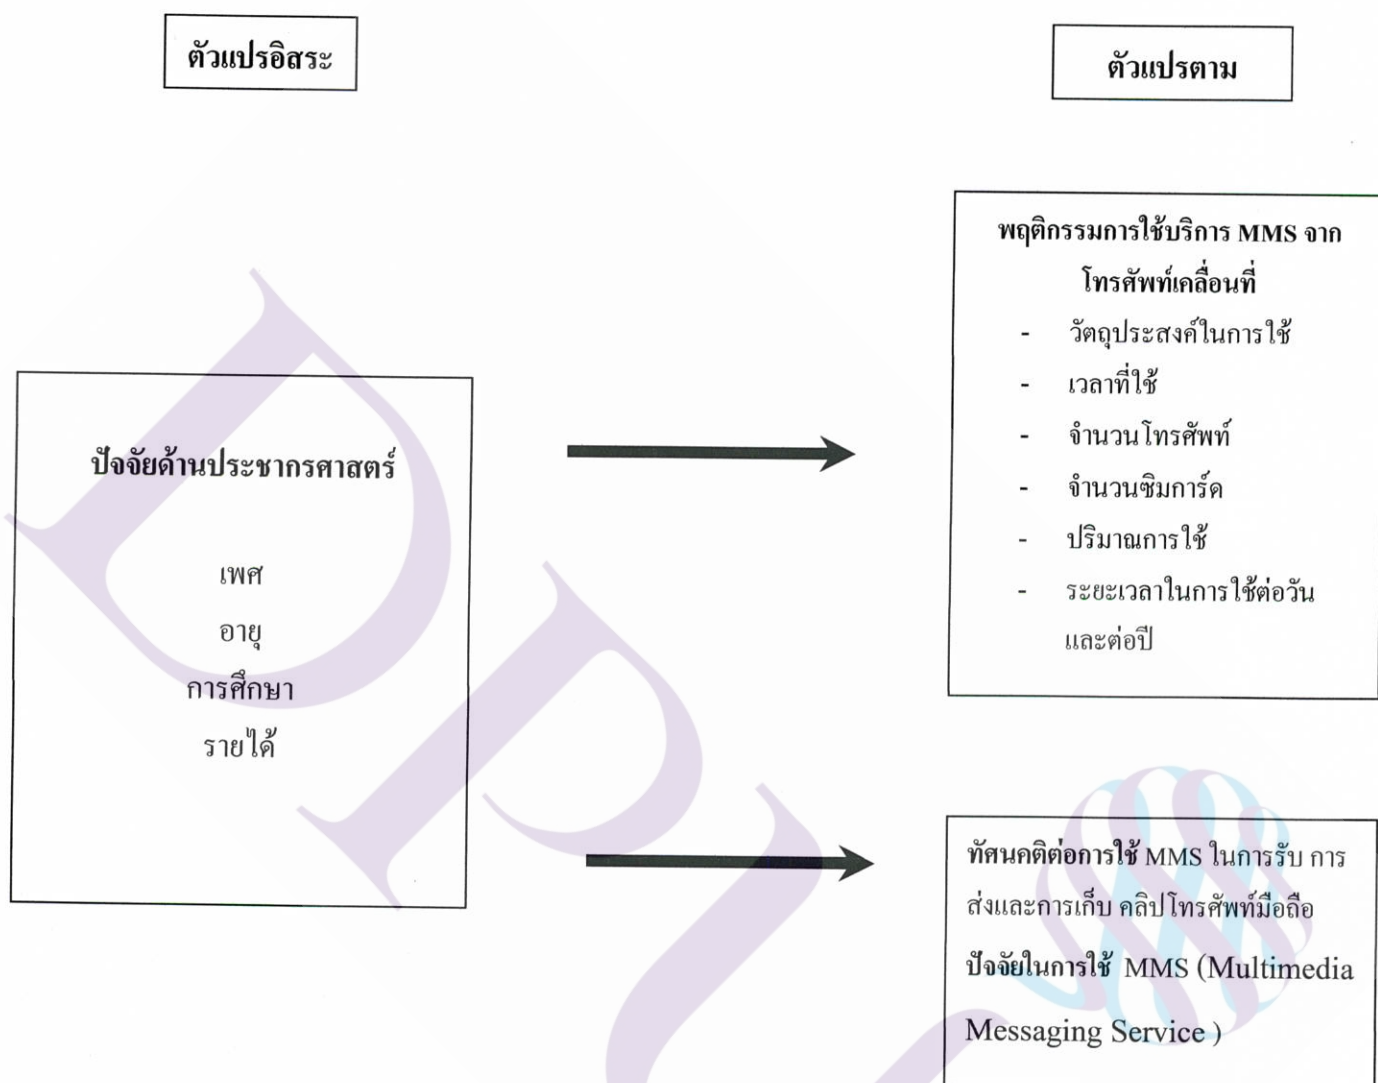 ตัวแปรอิสระ
ตัวแปรตาม
ปัจจัยด้านประชากรศาสตร์
เพศ
อายุ
การศึกษา
รายได้
พฤติกรรมการใช้บริการ MMS จาก
โทรศัพท์เคลื่อนที่
- วัตถุประสงค์ในการใช้
- เวลาที่ใช้
- จำนวนโทรศัพท์
- จำนวนซิมการ์ด
- ปริมาณการใช้
- ระยะเวลาในการใช้ต่อวัน
และต่อปี
ทัศนคติต่อการใช้ MMS ในการรับ การ
ส่งและการเก็บ คลิปโทรศัพท์มือถือ
ปัจจัยในการใช้ MMS (Multimedia
Messaging Service )